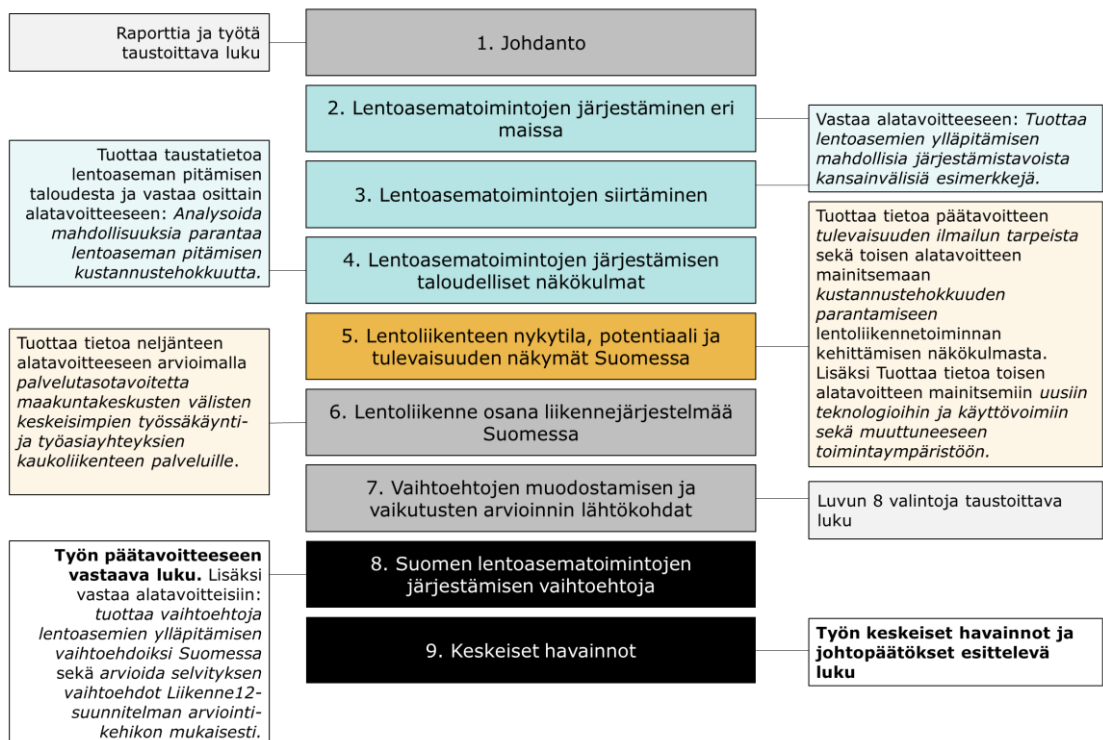 Raporttia ja työtä
taustoittava luku
1. Johdanto
2. Lentoasematoimintojen järjestäminen eri
maissa
Vastaa alatavoitteeseen: Tuottaa
lentoasemien ylläpitämisen
mahdollisia järjestämistavoista
kansainvälisiä esimerkkejä.
Tuottaa taustatietoa
lentoaseman pitämisen
taloudesta ja vastaa osittain
alatavoitteeseen: Analysoida
mahdollisuuksia parantaa
lentoaseman pitämisen
kustannustehokkuutta.
3. Lentoasematoimintojen siirtäminen
4. Lentoasematoimintojen järjestämisen
taloudelliset näkökulmat
Tuottaa tietoa päätavoitteen
tulevaisuuden ilmailun tarpeista
sekä toisen alatavoitteen
mainitsemaan
kustannustehokkuuden
parantamiseen
lentoliikennetoiminnan
kehittämisen näkökulmasta.
Lisäksi Tuottaa tietoa toisen
alatavoitteen mainitsemiin uusiin
teknologioihin ja käyttövoimiin
sekä muuttuneeseen
toimintaympäristöön.
5. Lentoliikenteen nykytila, potentiaali ja
tulevaisuuden näkymät Suomessa
Tuottaa tietoa neljänteen
alatavoitteeseen arvioimalla
palvelutasotavoitetta
maakuntakeskusten välisten
keskeisimpien työssäkäynti-
ja työasiayhteyksien
kaukoliikenteen palveluille.
6. Lentoliikenne osana liikennejärjestelmää
Suomessa
7. Vaihtoehtojen muodostamisen ja
vaikutusten arvioinnin lähtökohdat
Luvun 8 valintoja taustoittava
luku
Työn päätavoitteeseen
vastaava luku. Lisäksi
vastaa alatavoitteisiin:
tuottaa vaihtoehtoja
lentoasemien ylläpitämisen
vaihtoehdoiksi Suomessa
sekä arvioida selvityksen
vaihtoehdot Liikenne12-
suunnitelman arviointi-
kehikon mukaisesti.
8. Suomen lentoasematoimintojen
järjestämisen vaihtoehtoja
9. Keskeiset havainnot
Työn keskeiset havainnot ja
johtopäätökset esittelevä
luku